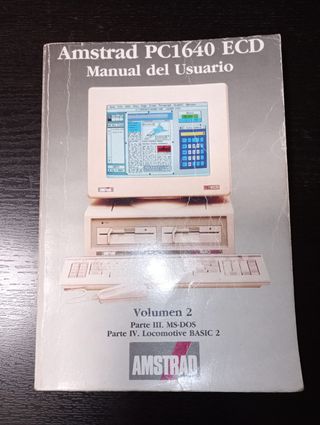 Amstrad PC1640 ECD
Manual del Usuario
Volumen 2
Parte III. MS-DOS
Parte IV. Locomotive BASIC 2
AMSTRAD